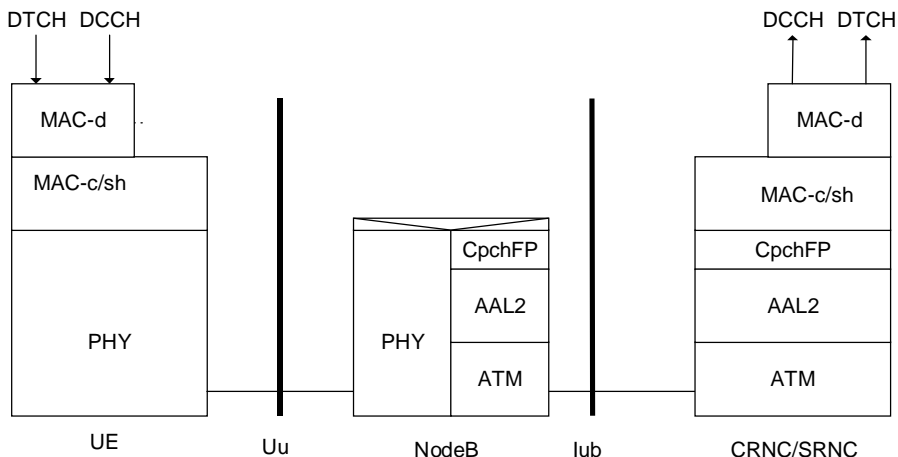 DTCH DCCH
DCCH DTCH
MAC-d
MAC-d
MAC-c/sh
MAC-c/sh
CpchFP
CpchFP
AAL2
AAL2
PHY
PHY
ATM
ATM
UE
Uu
NodeB
Iub
CRNC/SRNC